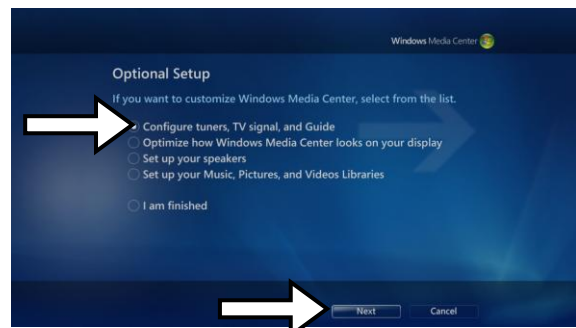 Windows Media Center
Optional Setup
If you want to customize Windows Media Center, select from the list.
Configure tuners, TV signal, and Guide
Optimize how Windows Media Center looks on your display
Set up your speakers
Set up your Music, Pictures, and Videos Libraries
I am finished
Next Cancel